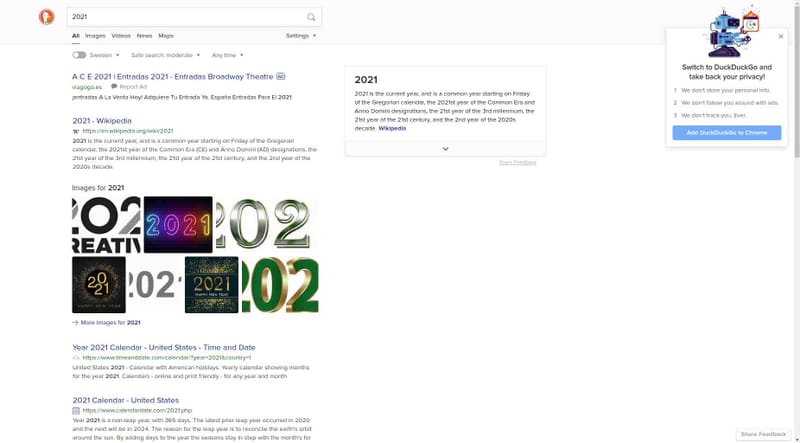 2021
All Images Videos News Maps Settings
Sweden Safe search: moderate Any time
A C E 2021 | Entradas 2021 - Entradas Broadway Theatre Ad
viagogo.es Report Ad
¡entradas A La Venta Hoy! Adquiere Tu Entrada Ya. España Entradas Para El 2021
2021 - Wikipedia
https://en.wikipedia.org/wiki/2021
2021 is the current year, and is a common year starting on Friday of the Gregorian
calendar, the 2021st year of the Common Era (CE) and Anno Domini (AD) designations, the
21st year of the 3rd millennium, the 21st year of the 21st century, and the 2nd year of the
2020s decade.
Images for 2021
202
CREATIV
2021
202
2021
HAPPY NEW YEAR
202
2021
HAPPY NEW YEAR
202
More Images for 2021
Year 2021 Calendar - United States - Time and Date
https://www.timeanddate.com/calendar/?year=2021&country=1
United States 2021 - Calendar with American holidays. Yearly calendar showing months
for the year 2021. Calendars - online and print friendly - for any year and month
2021 Calendar - United States
https://www.calendardate.com/2021.php
Year 2021 is a non-leap year, with 365 days. The latest prior leap year occurred in 2020
and the next will be in 2024. The reason for the leap year is to reconcile the earth's orbit
around the sun. By adding days to the year the seasons stay in step with the month's for
2021
2021 is the current year, and is a common year starting on Friday
of the Gregorian calendar, the 2021st year of the Common Era and
Anno Domini designations, the 21st year of the 3rd millennium, the
21st year of the 21st century, and the 2nd year of the 2020s
decade. Wikipedia
Share Feedback
Switch to DuckDuckGo and
take back your privacy!
1 We don't store your personal info.
2 We don't follow you around with ads.
3 We don't track you. Ever.
Add DuckDuckGo to Chrome
Share Feedback